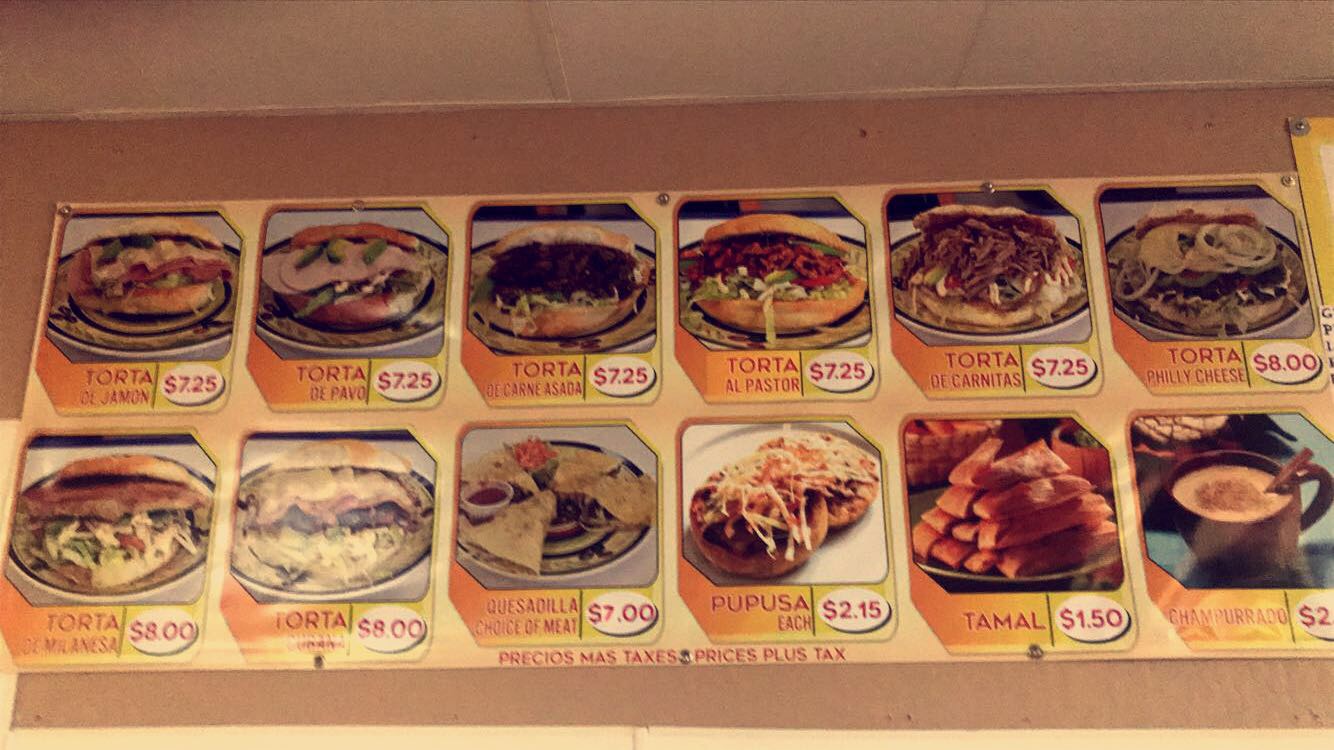 TORTA
DE JAMON
$7.25
TORTA
DE PAVO
$7.25
TORTA
DE CARNE ASADA
$7.25
TORTA
AL PASTOR
$7.25
TORTA
DE CARNITAS
$7.25
TORTA
PHILLY CHEESE
$8.00
TORTA
DE MILANESA
$8.00
TORTA
CUBANA
$8.00
QUESADILLA
CHOICE OF MEAT
$7.00
PUPUSA
EACH
$2.15
TAMAL
$1.50
CHAMPURRADO
$2
PRECIOS MAS TAXES PRICES PLUS TAX